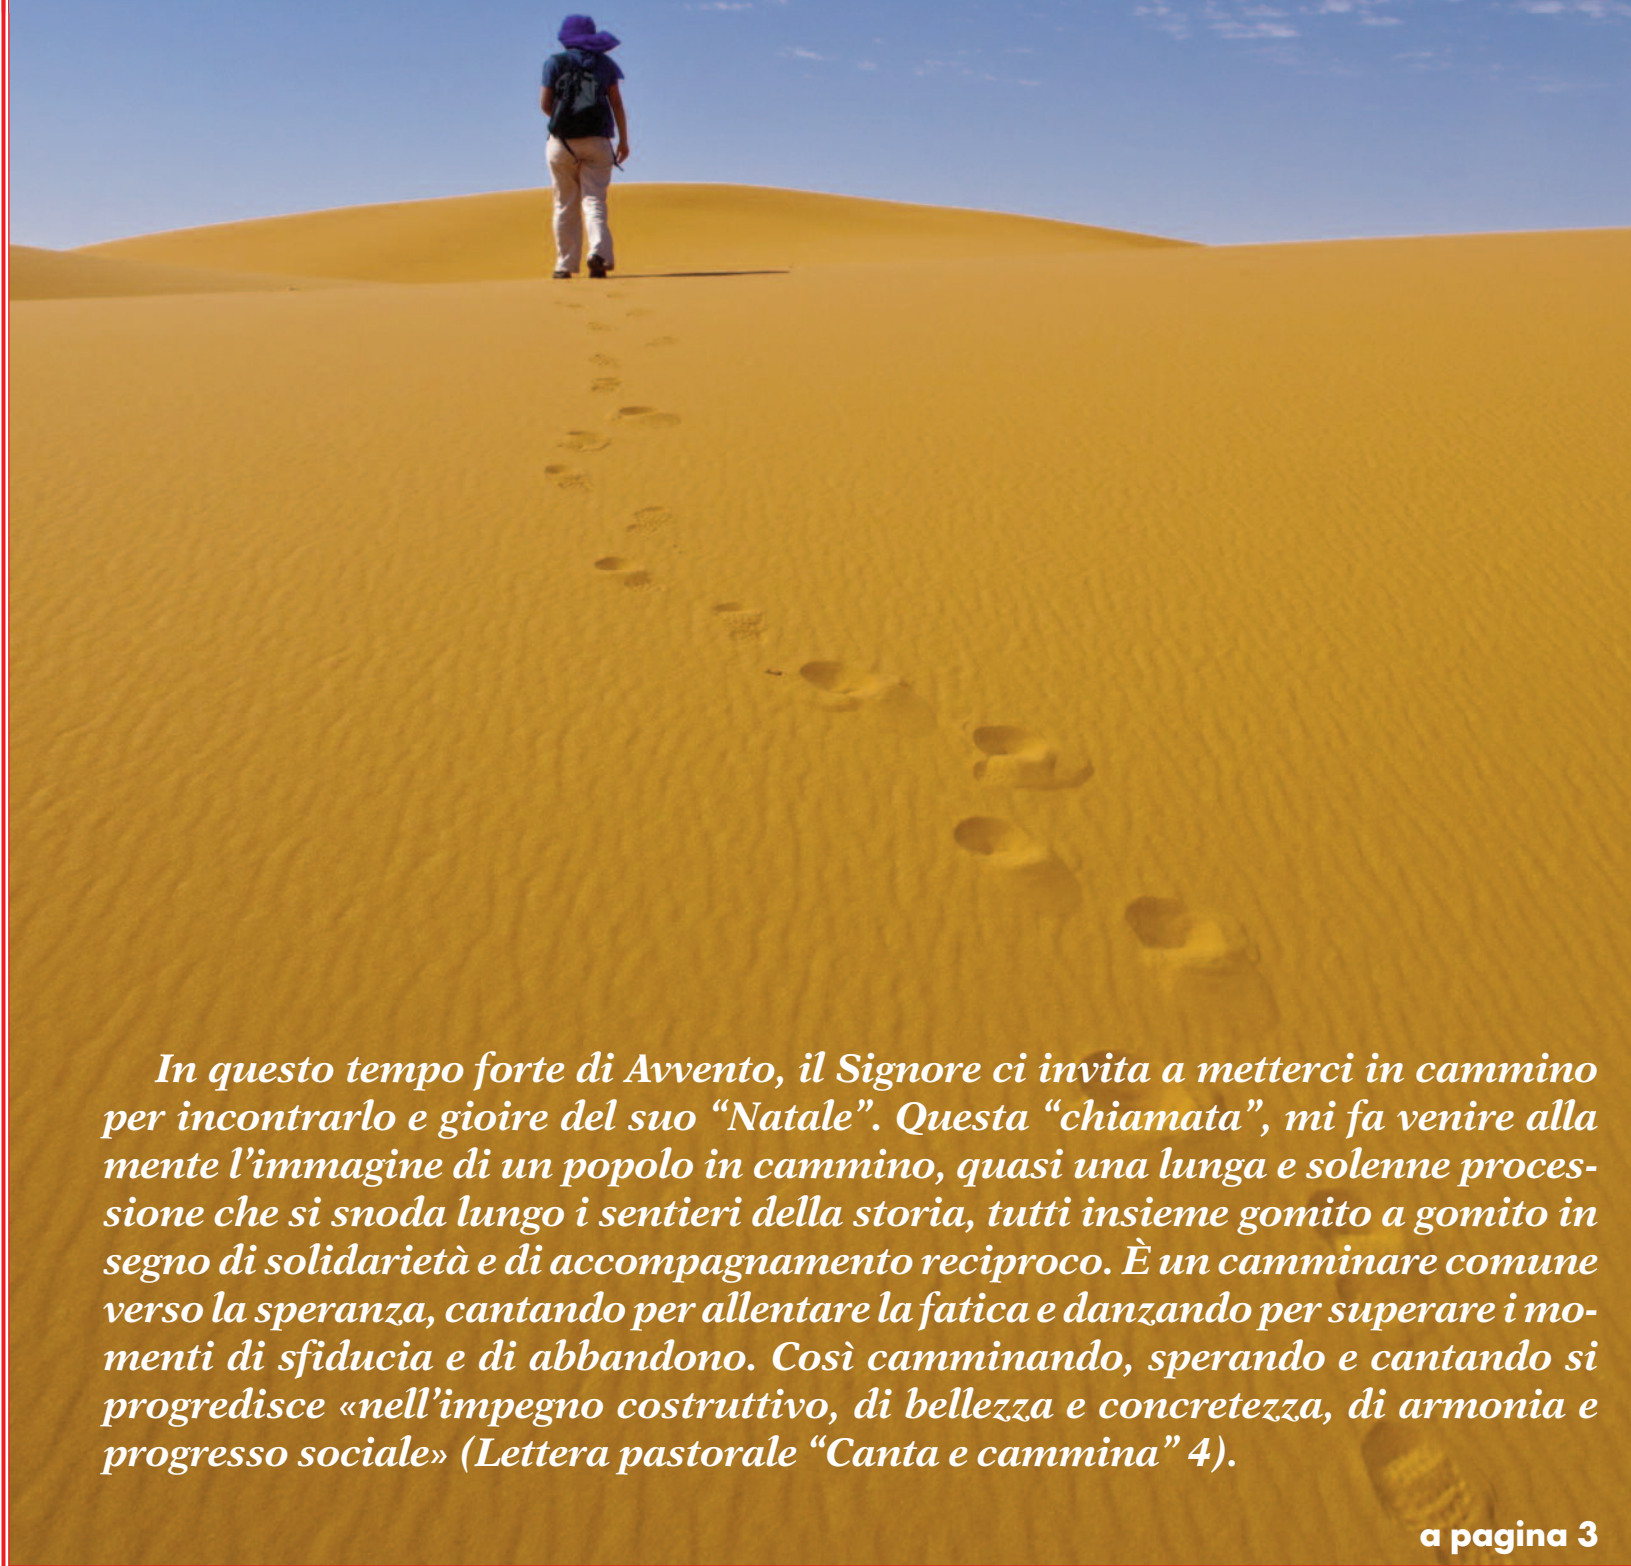 In questo tempo forte di Avvento, il Signore ci invita a metterci in cammino
per incontrarlo e gioire del suo “Natale”. Questa “chiamata”, mi fa venire alla
mente l’immagine di un popolo in cammino, quasi una lunga e solenne proces-
sione che si snoda lungo i sentieri della storia, tutti insieme gomito a gomito in
segno di solidarietà e di accompagnamento reciproco. È un camminare comune
verso la speranza, cantando per allentare la fatica e danzando per superare i mo-
menti di sfiducia e di abbandono. Così camminando, sperando e cantando si
progredisce «nell’impegno costruttivo, di bellezza e concretezza, di armonia e
progresso sociale» (Lettera pastorale “Canta e cammina” 4).
a pagina 3